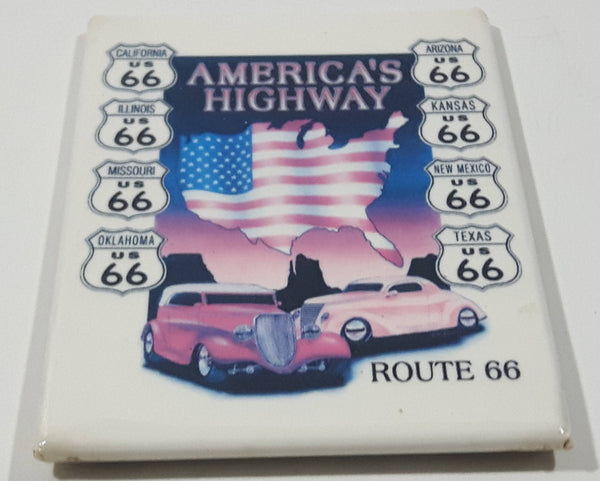 AMERICA'S
HIGHWAY
CALIFORNIA
US
66
ILLINOIS
US
66
MISSOURI
US
66
OKLAHOMA
US
66
ARIZONA
US
66
KANSAS
US
66
NEW MEXICO
US
66
TEXAS
US
66
ROUTE 66